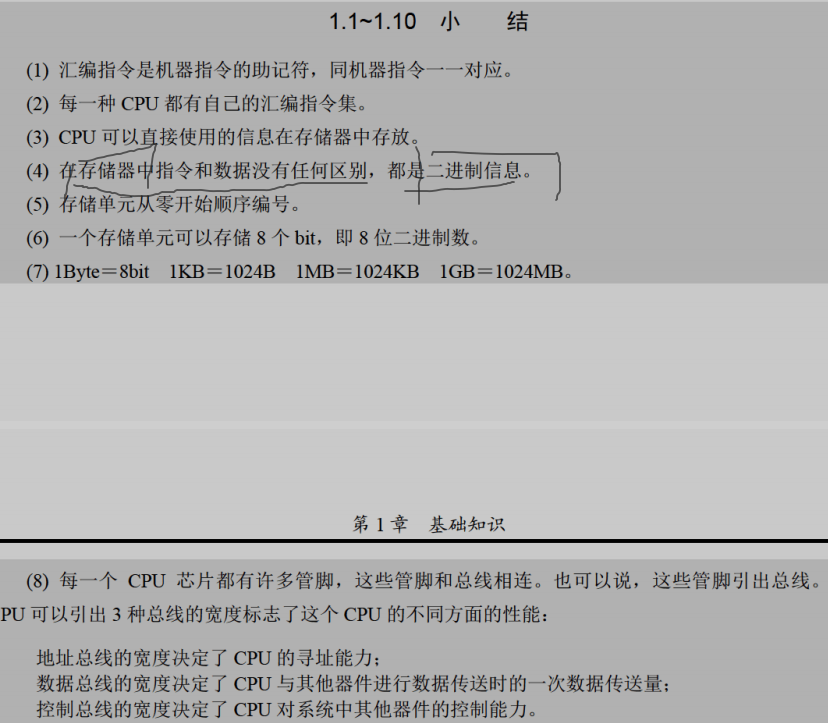 1.1~1.10 小 结
(1) 汇编指令是机器指令的助记符，同机器指令一一对应。
(2) 每一种 CPU 都有自己的汇编指令集。
(3) CPU 可以直接使用的信息在存储器中存放。
(4) 在存储器中指令和数据没有任何区别，都是二进制信息。
(5) 存储单元从零开始顺序编号。
(6) 一个存储单元可以存储 8 个 bit，即 8 位二进制数。
(7) 1Byte＝8bit 1KB＝1024B 1MB＝1024KB 1GB＝1024MB。
第 1 章 基础知识
(8) 每一个 CPU 芯片都有许多管脚，这些管脚和总线相连。也可以说，这些管脚引出总线。
PU 可以引出 3 种总线的宽度标志了这个 CPU 的不同方面的性能：
地址总线的宽度决定了 CPU 的寻址能力；
数据总线的宽度决定了 CPU 与其他器件进行数据传送时的一次数据传送量；
控制总线的宽度决定了 CPU 对系统中其他器件的控制能力。